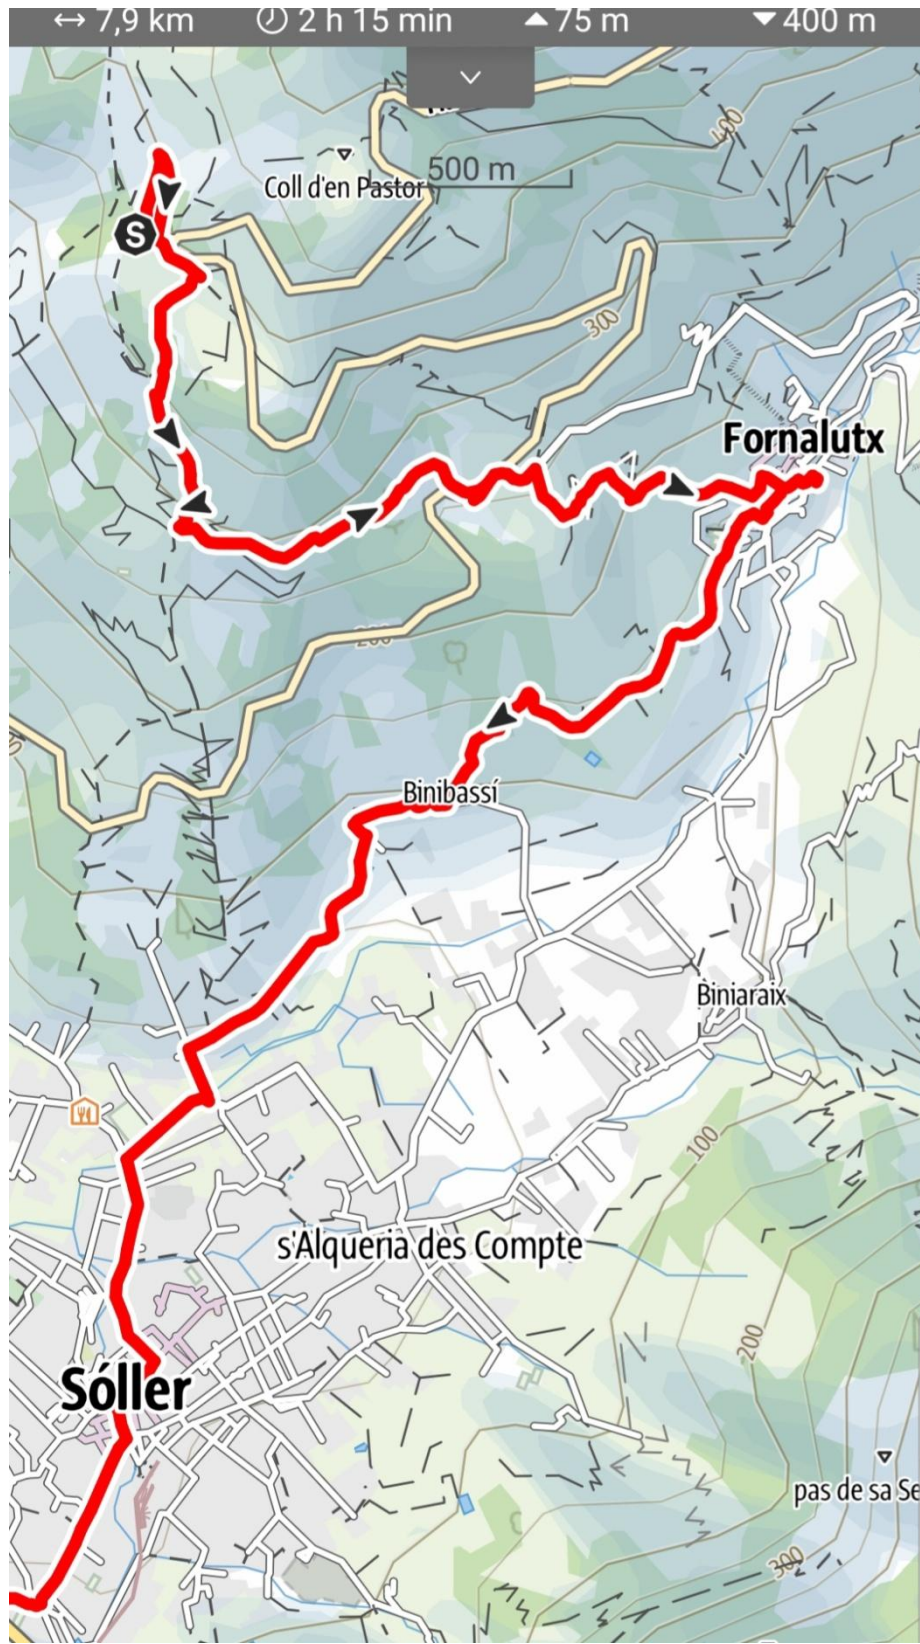 7,9 km
2 h 15 min
75 m
400 m
400
500 m
Coll d'en Pastor
S
300
Fornalutx
200
Binibassí
Biniaraix
100
s'Alqueria des Compte
200
Sóller
pas de sa Se
300